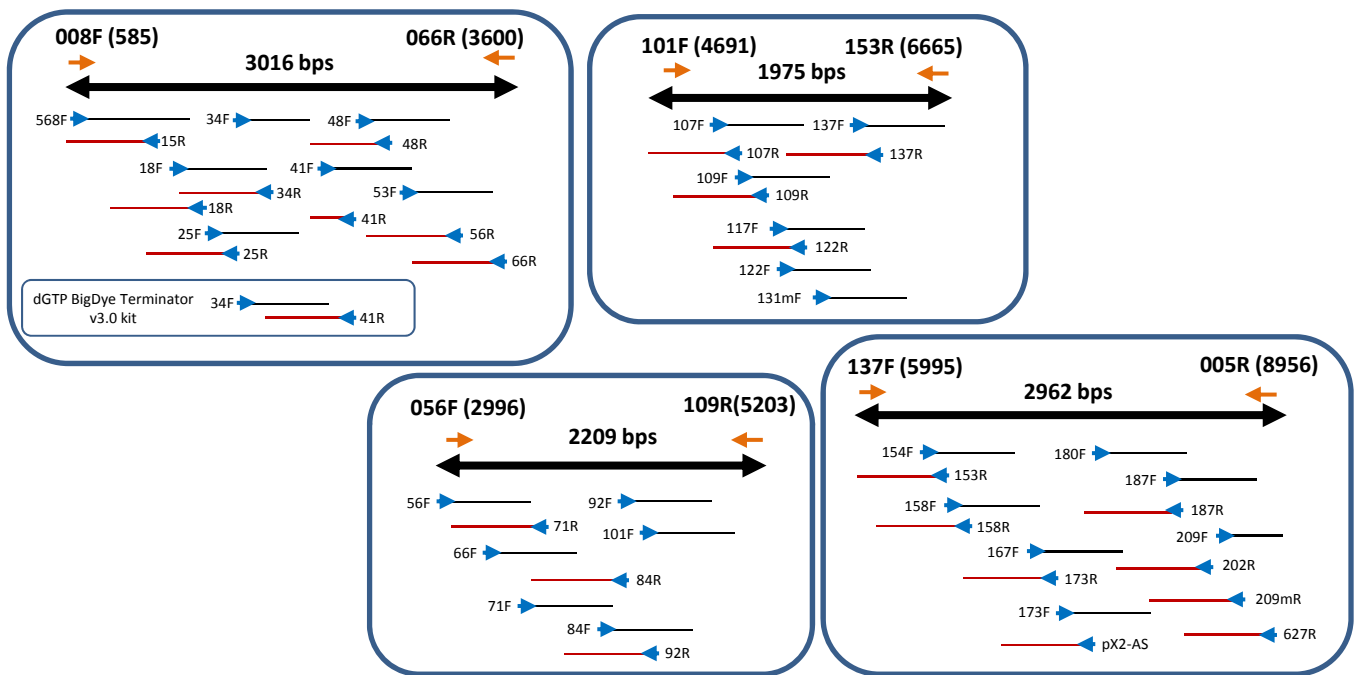 008F (585)
066R (3600)
3016 bps
568F
34F
48F
15R
48R
18F
41F
34R
53F
18R
41R
25F
56R
25R
66R
dGTP BigDye Terminator
v3.0 kit
34F
41R
101F (4691)
153R (6665)
1975 bps
107F
137F
107R
137R
109F
109R
117F
122R
122F
131mF
056F (2996)
109R(5203)
2209 bps
56F
92F
71R
101F
66F
84R
71F
84F
92R
137F (5995)
005R (8956)
2962 bps
154F
180F
153R
187F
158F
187R
158R
209F
167F
202R
173R
209mR
173F
627R
pX2-AS